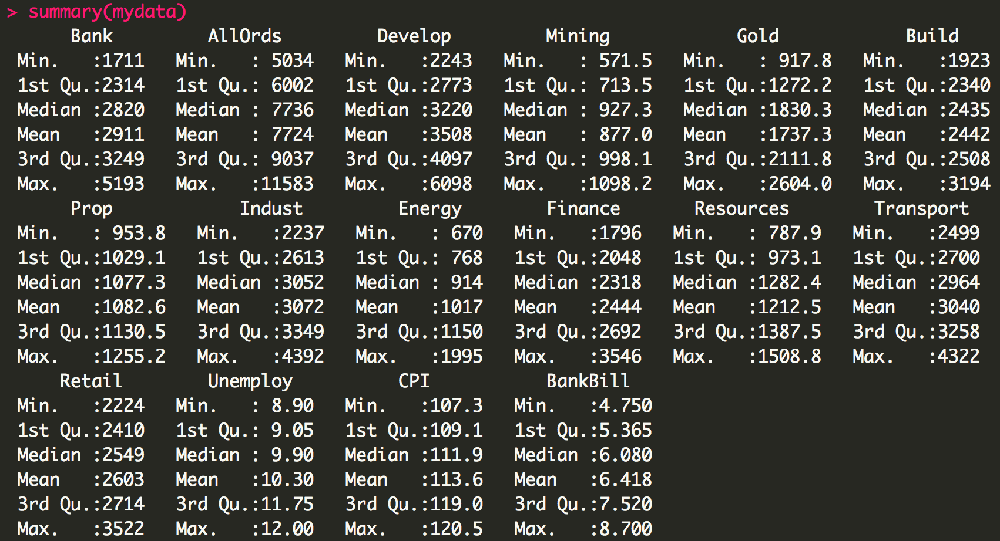 > summary(mydata)
      Bank         AllOrds         Develop         Mining            Gold            Build
 Min.   :1711   Min.   : 5034   Min.   :2243   Min.   : 571.5   Min.   : 917.8   Min.   :1923
 1st Qu.:2314   1st Qu.: 6002   1st Qu.:2773   1st Qu.: 713.5   1st Qu.:1272.2   1st Qu.:2340
 Median :2820   Median : 7736   Median :3220   Median : 927.3   Median :1830.3   Median :2435
 Mean   :2911   Mean   : 7724   Mean   :3508   Mean   : 877.0   Mean   :1737.3   Mean   :2442
 3rd Qu.:3249   3rd Qu.: 9037   3rd Qu.:4097   3rd Qu.: 998.1   3rd Qu.:2111.8   3rd Qu.:2508
 Max.   :5193   Max.   :11583   Max.   :6098   Max.   :1098.2   Max.   :2604.0   Max.   :3194
      Prop            Indust         Energy        Finance       Resources        Transport
 Min.   : 953.8   Min.   :2237   Min.   : 670   Min.   :1796   Min.   : 787.9   Min.   :2499
 1st Qu.:1029.1   1st Qu.:2613   1st Qu.: 768   1st Qu.:2048   1st Qu.: 973.1   1st Qu.:2700
 Median :1077.3   Median :3052   Median : 914   Median :2318   Median :1282.4   Median :2964
 Mean   :1082.6   Mean   :3072   Mean   :1017   Mean   :2444   Mean   :1212.5   Mean   :3040
 3rd Qu.:1130.5   3rd Qu.:3349   3rd Qu.:1150   3rd Qu.:2692   3rd Qu.:1387.5   3rd Qu.:3258
 Max.   :1255.2   Max.   :4392   Max.   :1995   Max.   :3546   Max.   :1508.8   Max.   :4322
     Retail        Unemploy          CPI           BankBill
 Min.   :2224   Min.   : 8.90   Min.   :107.3   Min.   :4.750
 1st Qu.:2410   1st Qu.: 9.05   1st Qu.:109.1   1st Qu.:5.365
 Median :2549   Median : 9.90   Median :111.9   Median :6.080
 Mean   :2603   Mean   :10.30   Mean   :113.6   Mean   :6.418
 3rd Qu.:2714   3rd Qu.:11.75   3rd Qu.:119.0   3rd Qu.:7.520
 Max.   :3522   Max.   :12.00   Max.   :120.5   Max.   :8.700